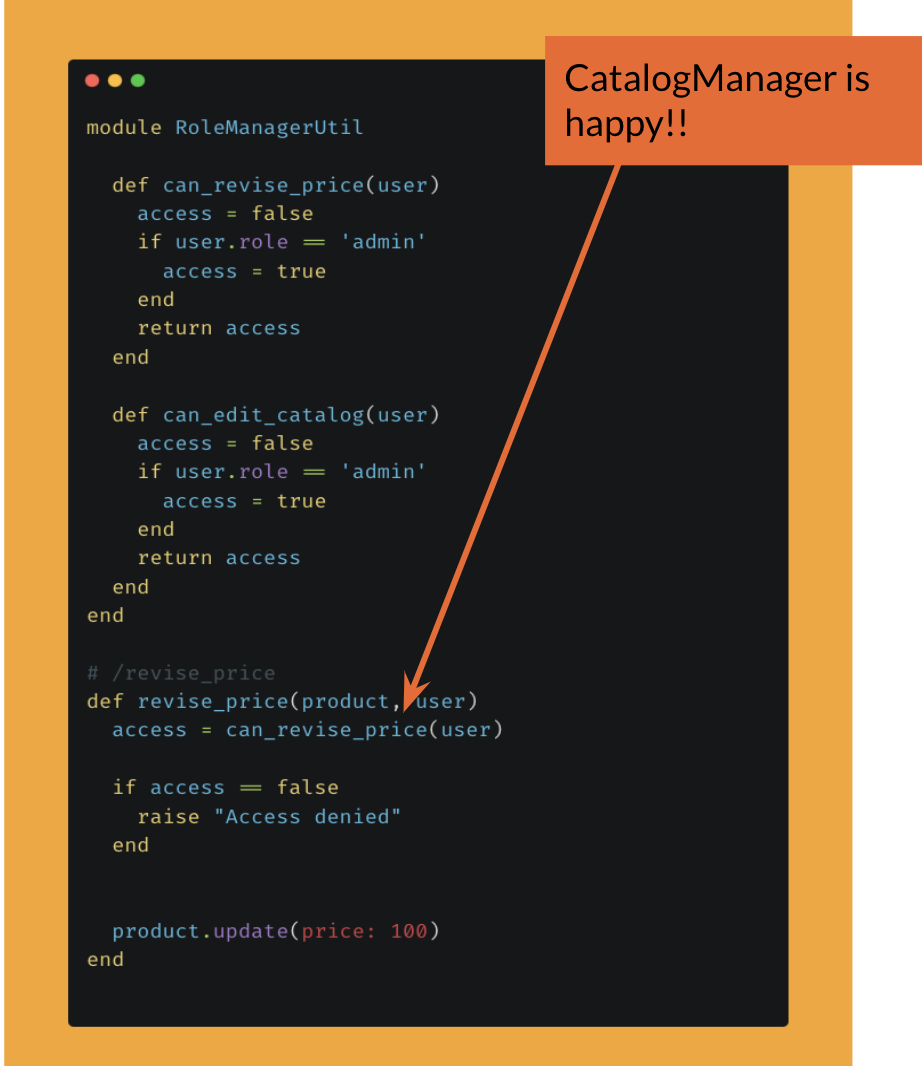 CatalogManager is
happy!!
module RoleManagerUtil
def can_revise_price(user)
access = false
if user.role == 'admin'
access = true
end
return access
end
def can_edit_catalog(user)
access = false
if user.role == 'admin'
access = true
end
return access
end
end
# /revise_price
def revise_price(product, user)
access = can_revise_price(user)
if access == false
raise "Access denied"
end
product.update(price: 100)
end